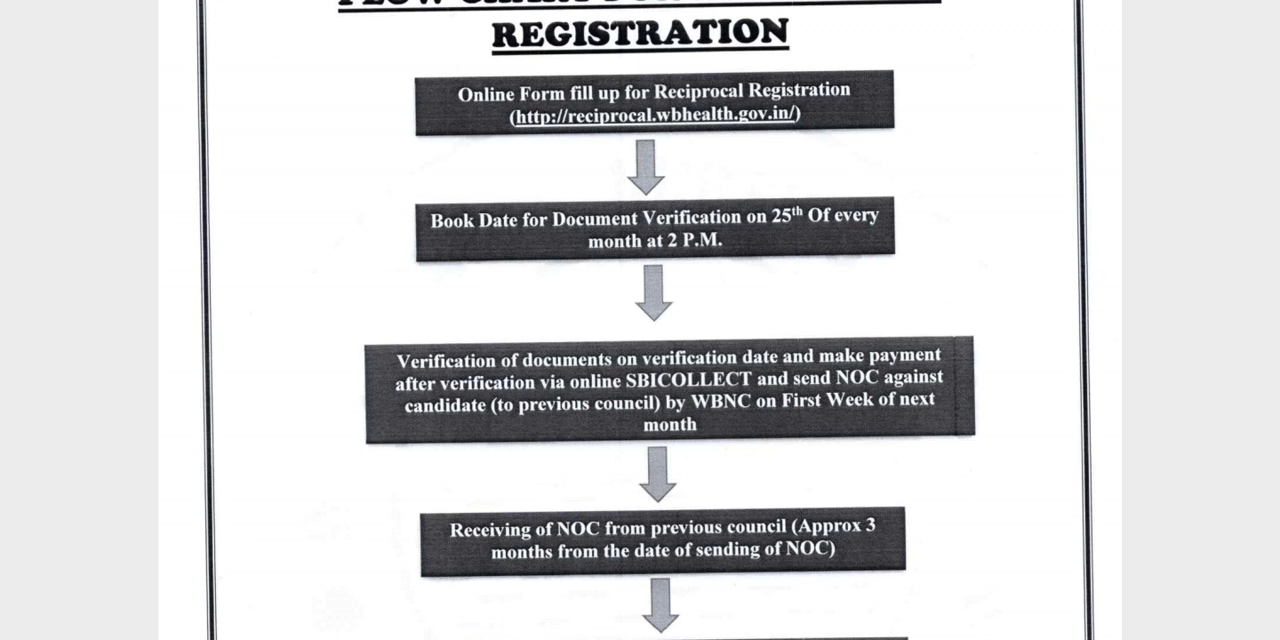 REGISTRATION
Online Form fill up for Reciprocal Registration
(http://reciprocal.wbhealth.gov.in/)
Book Date for Document Verification on 25th Of every
month at 2 P.M.
Verification of documents on verification date and make payment
after verification via online SBICOLLECT and send NOC against
candidate (to previous council) by WBNC on First Week of next
month
Receiving of NOC from previous council (Approx 3
months from the date of sending of NOC)